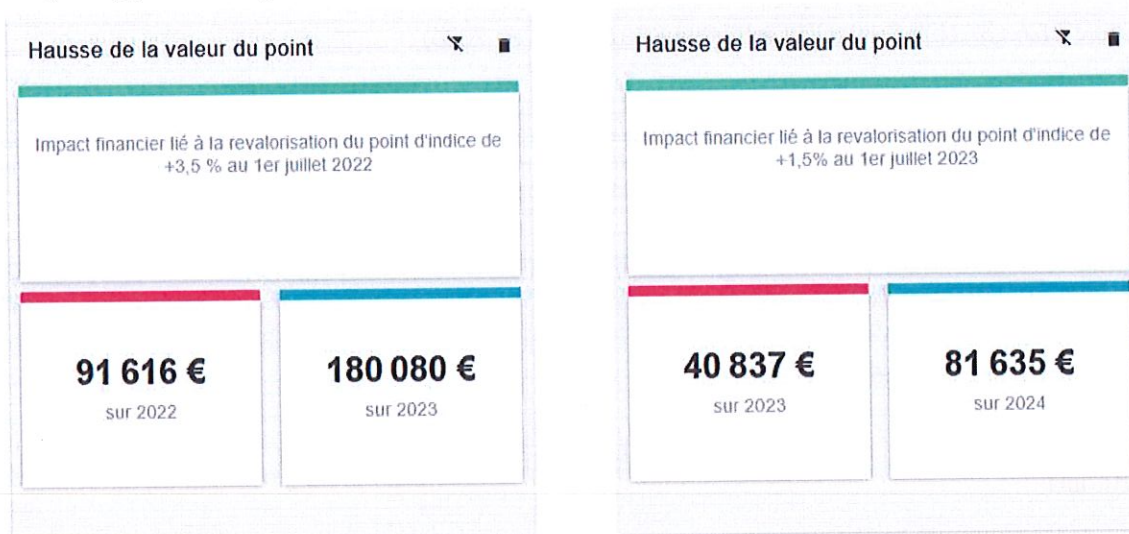 Hausse de la valeur du point
Impact financier lié à la revalorisation du point d'indice de
+3,5 % au 1er juillet 2022
91 616 €
sur 2022
180 080 €
sur 2023
Hausse de la valeur du point
Impact financier lié à la revalorisation du point d'indice de
+1,5% au 1er juillet 2023
40 837 €
sur 2023
81 635 €
sur 2024